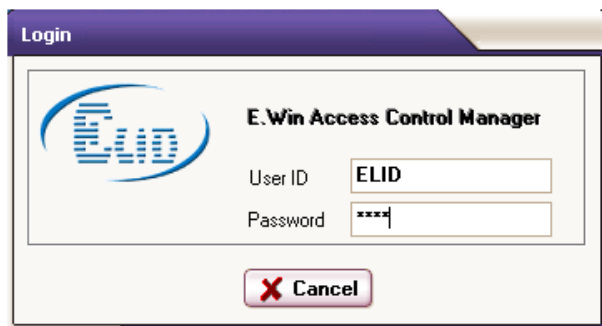 Login
ELID
E.Win Access Control Manager
User ID ELID
Password ****
Cancel